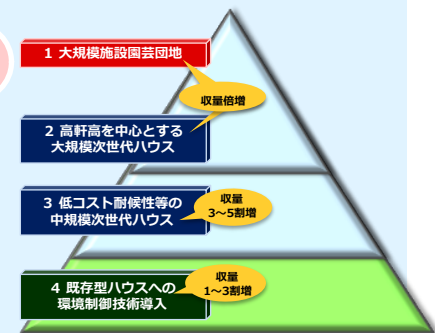 1 大規模施設園芸団地
収量倍増
2 高軒高を中心とする
大規模次世代ハウス
3 低コスト耐候性等の
中規模次世代ハウス
収量
3～5割増
4 既存型ハウスへの
環境制御技術導入
収量
1～3割増